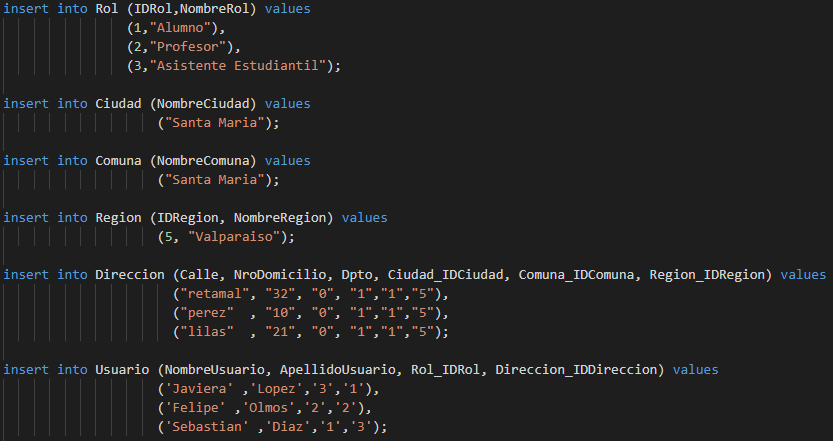 insert into Rol (IDRol,NombreRol) values
(1,"Alumno"),
(2,"Profesor"),
(3,"Asistente Estudiantil");
insert into Ciudad (NombreCiudad) values
("Santa Maria");
insert into Comuna (NombreComuna) values
("Santa Maria");
insert into Region (IDRegion, NombreRegion) values
(5, "Valparaiso");
insert into Direccion (Calle, NroDomicilio, Dpto, Ciudad_IDCiudad, Comuna_IDComuna, Region_IDRegion) values
("retamal", "32", "0", "1","1","5"),
("perez"  , "10", "0", "1","1","5"),
("lilas"  , "21", "0", "1","1","5");
insert into Usuario (NombreUsuario, ApellidoUsuario, Rol_IDRol, Direccion_IDDireccion) values
('Javiera' ,'Lopez','3','1'),
('Felipe' ,'Olmos','2','2'),
('Sebastian' ,'Diaz','1','3');